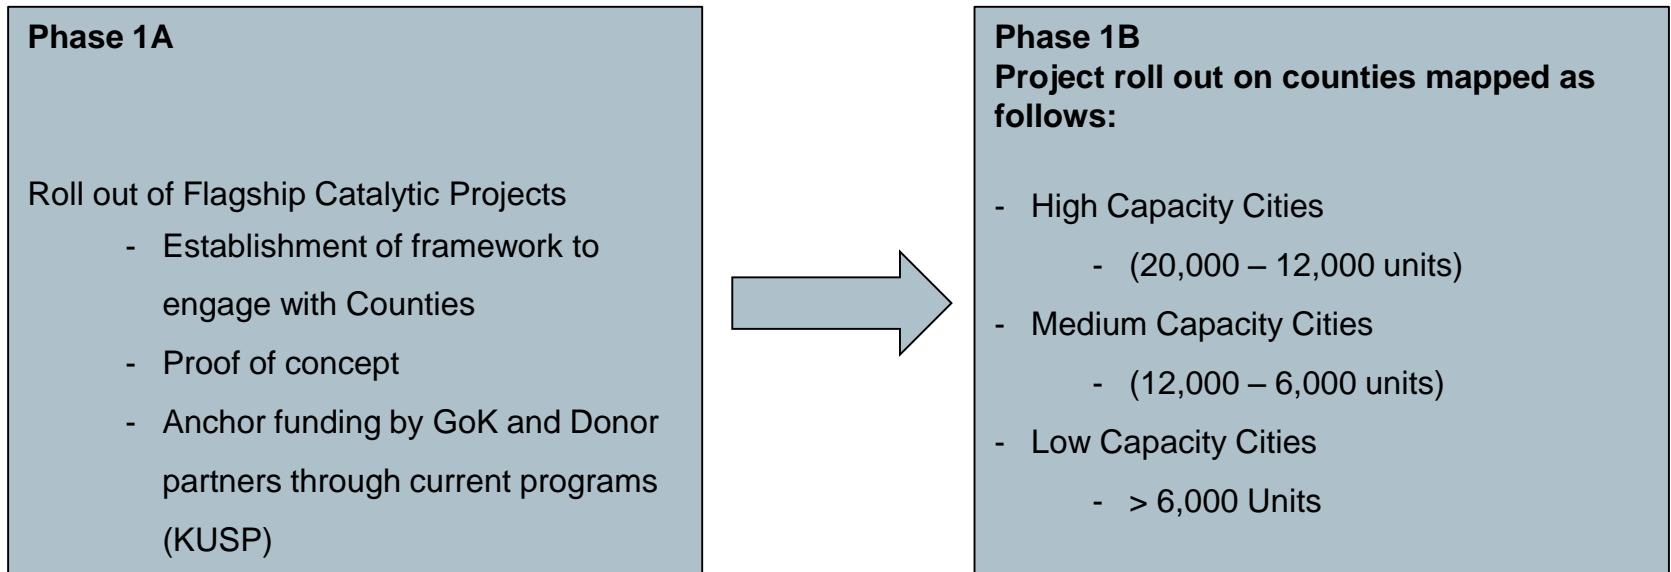 Phase 1A
Roll out of Flagship Catalytic Projects
- Establishment of framework to
engage with Counties
- Proof of concept
- Anchor funding by GoK and Donor
partners through current programs
(KUSP)
Phase 1B
Project roll out on counties mapped as
follows:
- High Capacity Cities
- (20,000 – 12,000 units)
- Medium Capacity Cities
- (12,000 – 6,000 units)
- Low Capacity Cities
- > 6,000 Units